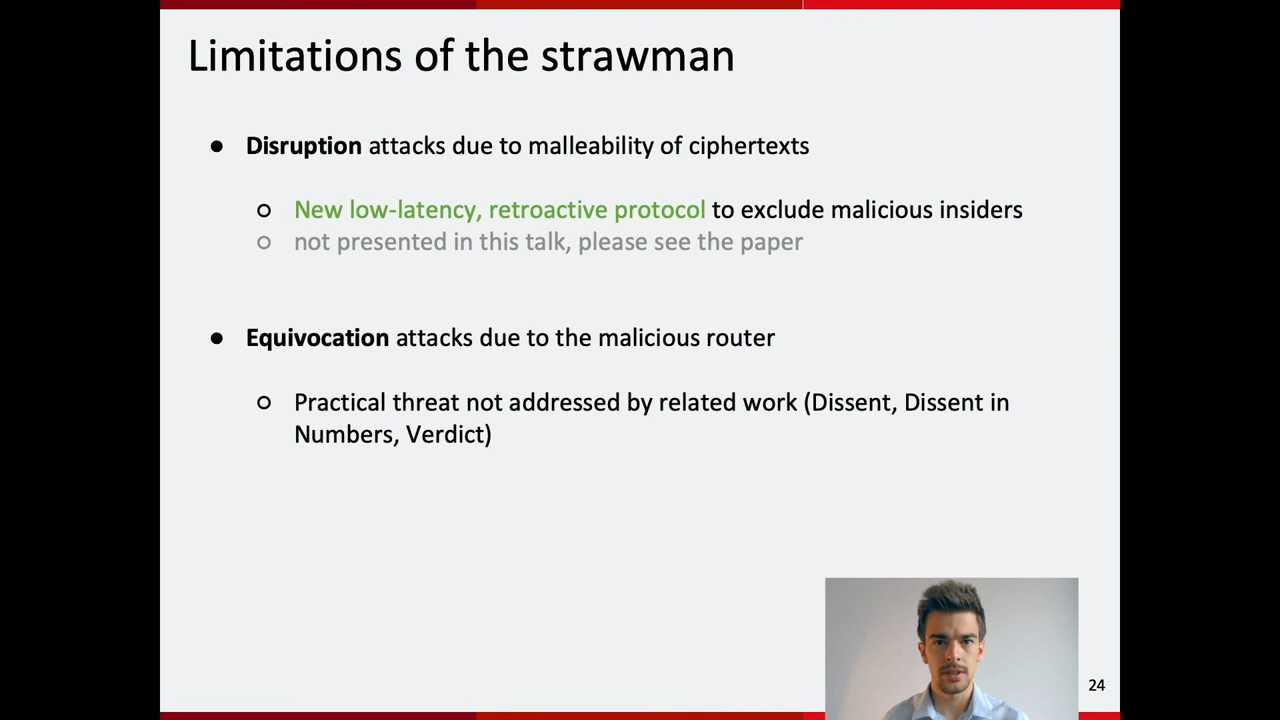 Limitations of the strawman
● Disruption attacks due to malleability of ciphertexts
○ New low-latency, retroactive protocol to exclude malicious insiders
○ not presented in this talk, please see the paper
● Equivocation attacks due to the malicious router
○ Practical threat not addressed by related work (Dissent, Dissent in
Numbers, Verdict)
24